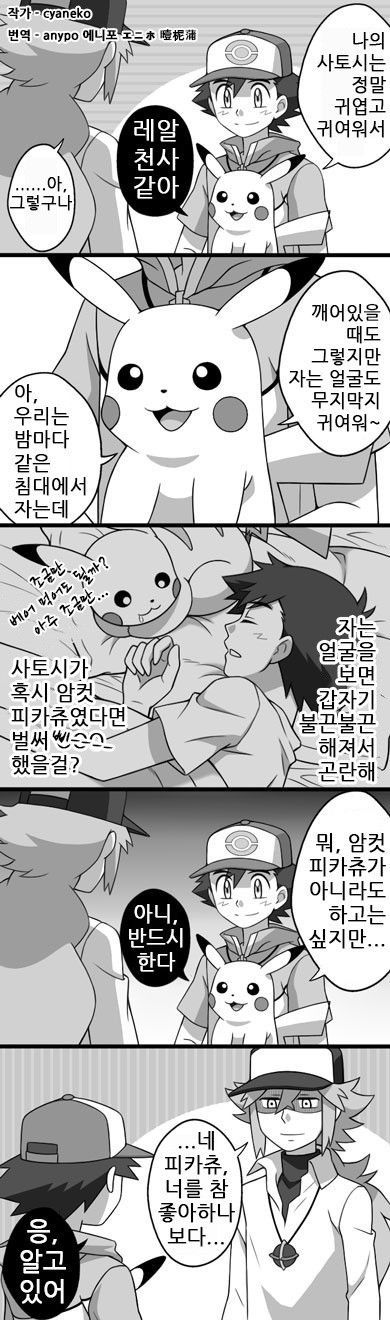 작가 - cyaneko
번역 - anypo 에니포 エニホ
나의
사토시는
정말
귀엽고
귀여워서
레알
천사
같아
……아,
그렇구나
깨어있을
때도
그렇지만
자는 얼굴도
무지막지
귀여워~
아,
우리는
밤마다
같은
침대에서
자는데
조금만…
베어 먹어도 될까?
아주 조금만…
자는
얼굴을
보면
갑자기
불끈불끈
해져서
곤란해
사토시가
혹시 암컷
피카츄였다면
벌써
했을걸?
뭐, 암컷
피카츄가
아니라도
하고는
싶지만…
아니,
반드시
한다
…네
피카츄,
너를 참
좋아하나
보다…
응,
알고
있어